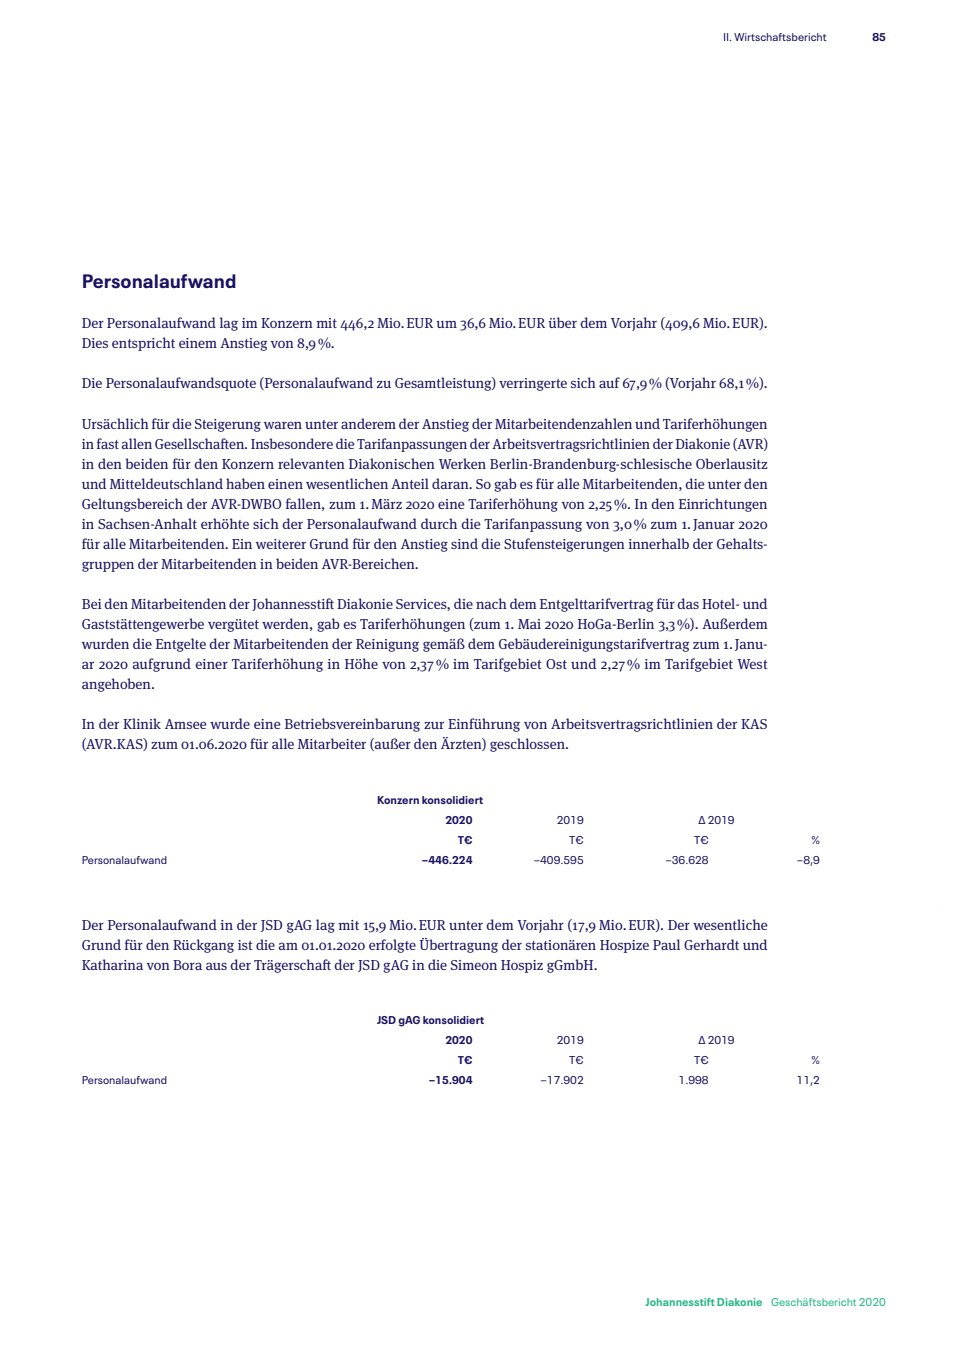 II. Wirtschaftsbericht 85
Personalaufwand
Der Personalaufwand lag im Konzern mit 446,2 Mio. EUR um 36,6 Mio. EUR über dem Vorjahr (409,6 Mio. EUR).
Dies entspricht einem Anstieg von 8,9 %.
Die Personalaufwandsquote (Personalaufwand zu Gesamtleistung) verringerte sich auf 67,9 % (Vorjahr 68,1 %).
Ursächlich für die Steigerung waren unter anderem der Anstieg der Mitarbeitendenzahlen und Tariferhöhungen
in fast allen Gesellschaften. Insbesondere die Tarifanpassungen der Arbeitsvertragsrichtlinien der Diakonie (AVR)
in den beiden für den Konzern relevanten Diakonischen Werken Berlin-Brandenburg-schlesische Oberlausitz
und Mitteldeutschland haben einen wesentlichen Anteil daran. So gab es für alle Mitarbeitenden, die unter den
Geltungsbereich der AVR-DWBO fallen, zum 1. März 2020 eine Tariferhöhung von 2,25 %. In den Einrichtungen
in Sachsen-Anhalt erhöhte sich der Personalaufwand durch die Tarifanpassung von 3,0 % zum 1. Januar 2020
für alle Mitarbeitenden. Ein weiterer Grund für den Anstieg sind die Stufensteigerungen innerhalb der Gehalts-
gruppen der Mitarbeitenden in beiden AVR-Bereichen.
Bei den Mitarbeitenden der Johannesstift Diakonie Services, die nach dem Entgelttarifvertrag für das Hotel- und
Gaststättengewerbe vergütet werden, gab es Tariferhöhungen (zum 1. Mai 2020 HoGa-Berlin 3,3 %). Außerdem
wurden die Entgelte der Mitarbeitenden der Reinigung gemäß dem Gebäudereinigungstarifvertrag zum 1. Janu-
ar 2020 aufgrund einer Tariferhöhung in Höhe von 2,37 % im Tarifgebiet Ost und 2,27 % im Tarifgebiet West
angehoben.
In der Klinik Amsee wurde eine Betriebsvereinbarung zur Einführung von Arbeitsvertragsrichtlinien der KAS
(AVR.KAS) zum 01.06.2020 für alle Mitarbeiter (außer den Ärzten) geschlossen.
Konzern konsolidiert
2020 2019 Δ 2019
T€ T€ T€ %
Personalaufwand –446.224 –409.595 –36.628 –8,9
Der Personalaufwand in der JSD gAG lag mit 15,9 Mio. EUR unter dem Vorjahr (17,9 Mio. EUR). Der wesentliche
Grund für den Rückgang ist die am 01.01.2020 erfolgte Übertragung der stationären Hospize Paul Gerhardt und
Katharina von Bora aus der Trägerschaft der JSD gAG in die Simeon Hospiz gGmbH.
JSD gAG konsolidiert
2020 2019 Δ 2019
T€ T€ T€ %
Personalaufwand –15.904 –17.902 1.998 11,2
Johannesstift Diakonie Geschäftsbericht 2020